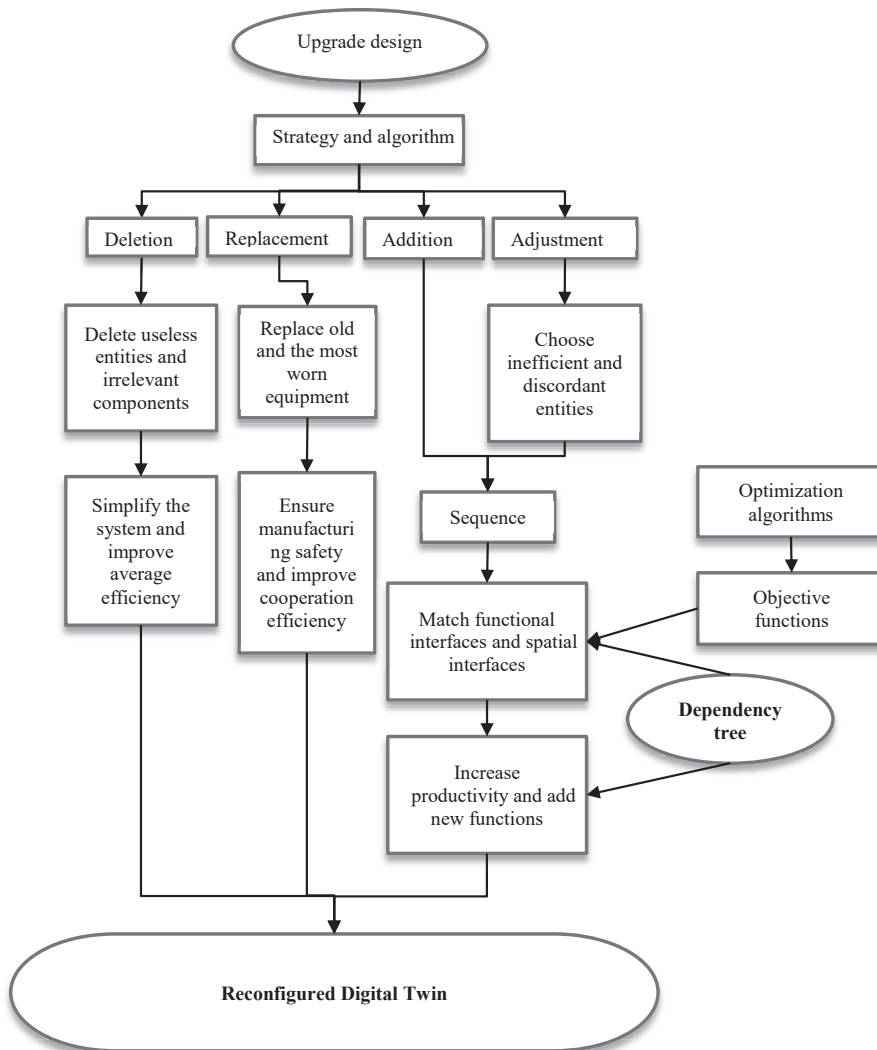 Upgrade design
Strategy and algorithm
Deletion
Replacement
Addition
Adjustment
Delete useless
entities and
irrelevant
components
Replace old
and the most
worn
equipment
Choose
inefficient and
discordant
entities
Simplify the
system and
improve
average
efficiency
Ensure
manufacturi
ng safety
and improve
cooperation
efficiency
Sequence
Optimization
algorithms
Match functional
interfaces and spatial
interfaces
Objective
functions
Dependency
tree
Increase
productivity and add
new functions
Reconfigured Digital Twin